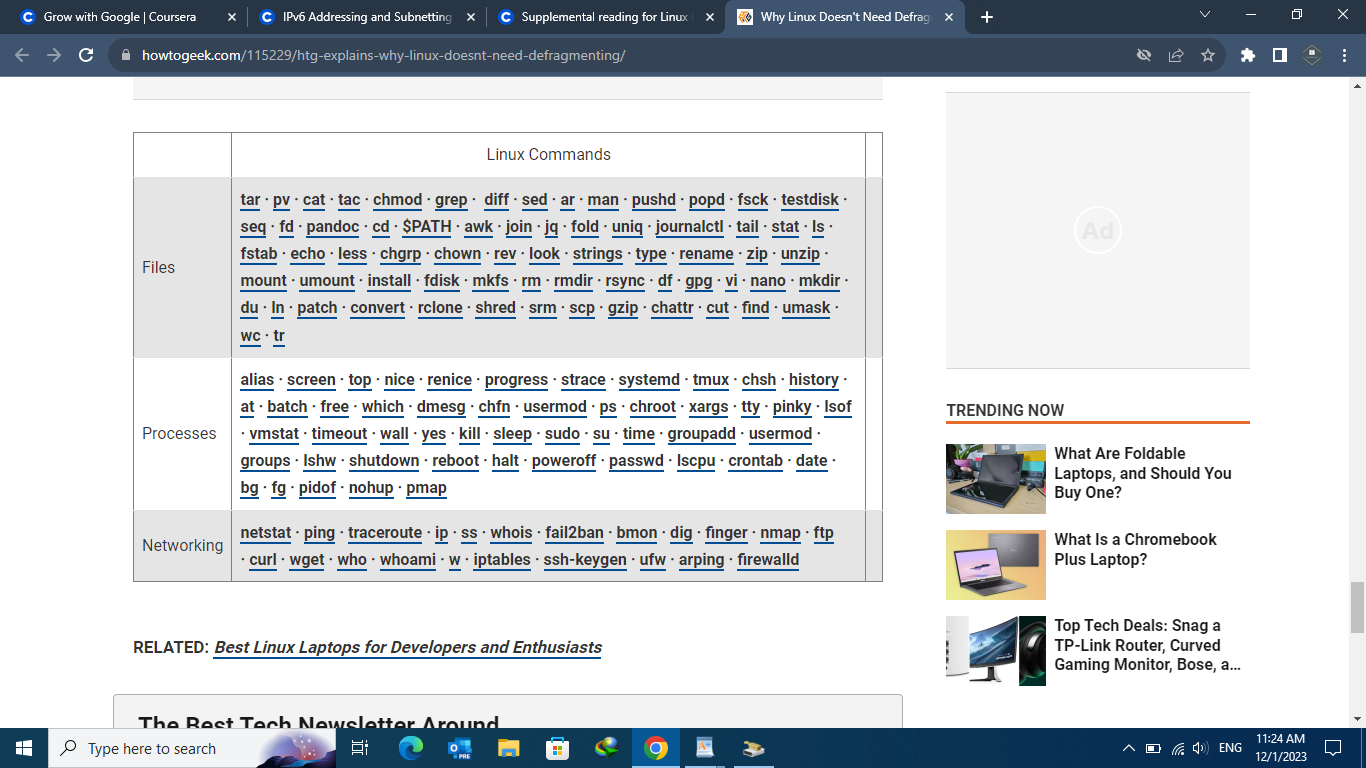 Grow with Google | Coursera
IPv6 Addressing and Subnetting
Supplemental reading for Linux
Why Linux Doesn't Need Defrag
howtogeek.com/115229/htg-explains-why-linux-doesnt-need-defragmenting/
Linux Commands
Files
tar · pv · cat · tac · chmod · grep · diff · sed · ar · man · pushd · popd · fsck · testdisk ·
seq · fd · pandoc · cd · $PATH · awk · join · jq · fold · uniq · journalctl · tail · stat · ls ·
fstab · echo · less · chgrp · chown · rev · look · strings · type · rename · zip · unzip ·
mount · umount · install · fdisk · mkfs · rm · rmdir · rsync · df · gpg · vi · nano · mkdir ·
du · ln · patch · convert · rclone · shred · srm · scp · gzip · chattr · cut · find · umask ·
wc · tr
Processes
alias · screen · top · nice · renice · progress · strace · systemd · tmux · chsh · history ·
at · batch · free · which · dmesg · chfn · usermod · ps · chroot · xargs · tty · pinky · lsof
· vmstat · timeout · wall · yes · kill · sleep · sudo · su · time · groupadd · usermod ·
groups · lshw · shutdown · reboot · halt · poweroff · passwd · lscpu · crontab · date ·
bg · fg · pidof · nohup · pmap
Networking
netstat · ping · traceroute · ip · ss · whois · fail2ban · bmon · dig · finger · nmap · ftp
· curl · wget · who · whoami · w · iptables · ssh-keygen · ufw · arping · firewalld
RELATED: Best Linux Laptops for Developers and Enthusiasts
The Best Tech Newsletter Around
Ad
TRENDING NOW
What Are Foldable
Laptops, and Should You
Buy One?
What Is a Chromebook
Plus Laptop?
Top Tech Deals: Snag a
TP-Link Router, Curved
Gaming Monitor, Bose, a...
Type here to search
PRE
ENG
11:24 AM
12/1/2023